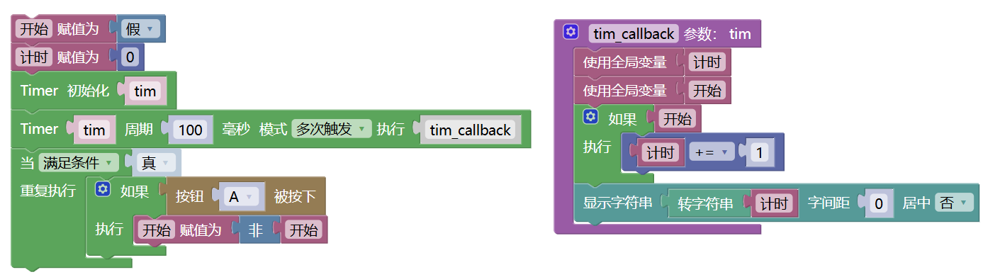 开始 赋值为 假
计时 赋值为 0
Timer 初始化 tim
Timer tim 周期 100 毫秒 模式 多次触发 执行 tim_callback
当 满足条件 真
重复执行 如果 按钮 A 被按下
执行 开始 赋值为 非 开始
tim_callback 参数： tim
使用全局变量 计时
使用全局变量 开始
如果 开始
执行 计时 += 1
显示字符串 转字符串 计时 字间距 0 居中 否